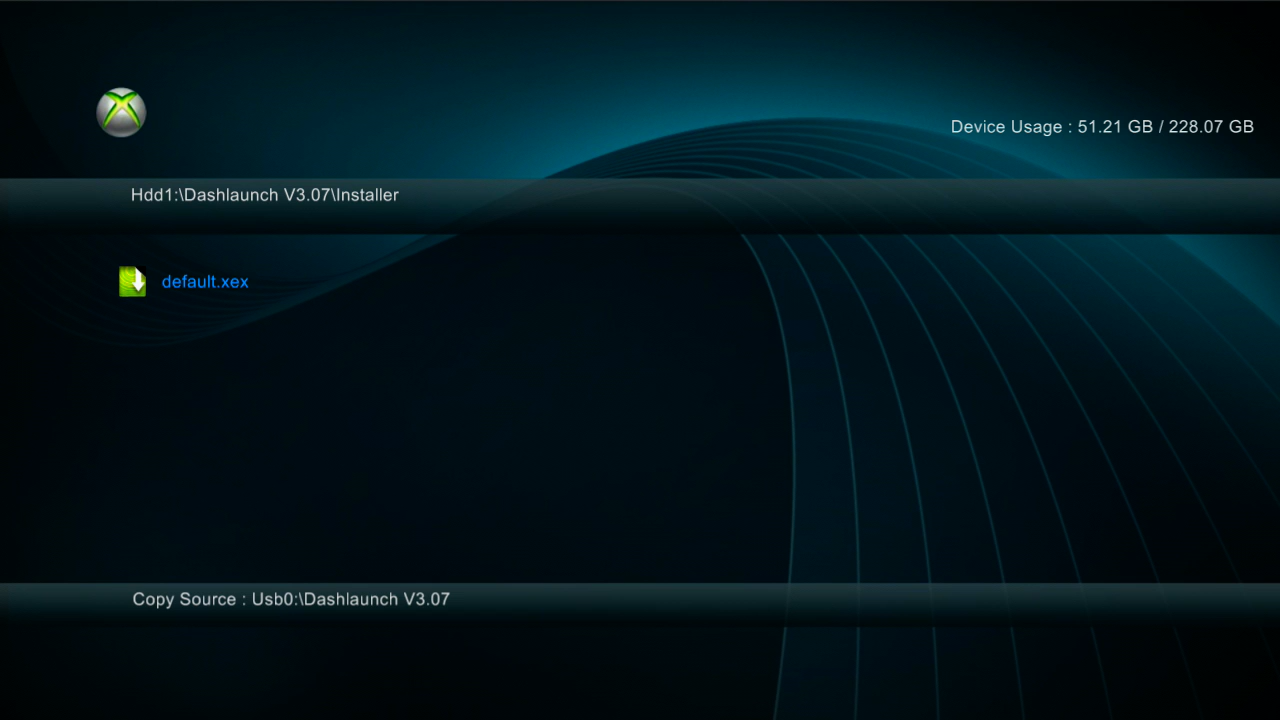 Device Usage : 51.21 GB / 228.07 GB
Hdd1:\Dashlaunch V3.07\Installer
default.xex
Copy Source : Usb0:\Dashlaunch V3.07